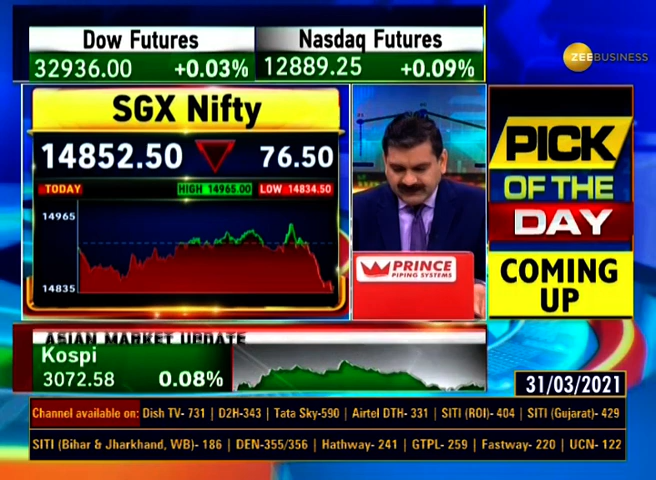 Dow Futures
32936.00 +0.03%
Nasdaq Futures
12889.25 +0.09%
ZEE BUSINESS
SGX Nifty
14852.50 76.50
TODAY HIGH 14965.00 LOW 14834.50
14965
14835
PRINCE
PIPING SYSTEMS
PICK
OF THE
DAY
COMING
UP
ASIAN MARKET UPDATE
Kospi
3072.58 0.08%
31/03/2021
Channel available on: Dish TV- 731 | D2H-343 | Tata Sky-590 | Airtel DTH- 331 | SITI (ROI)- 404 | SITI (Gujarat)- 429
SITI (Bihar & Jharkhand, WB)- 186 | DEN-355/356 | Hathway- 241 | GTPL- 259 | Fastway- 220 | UCN- 122